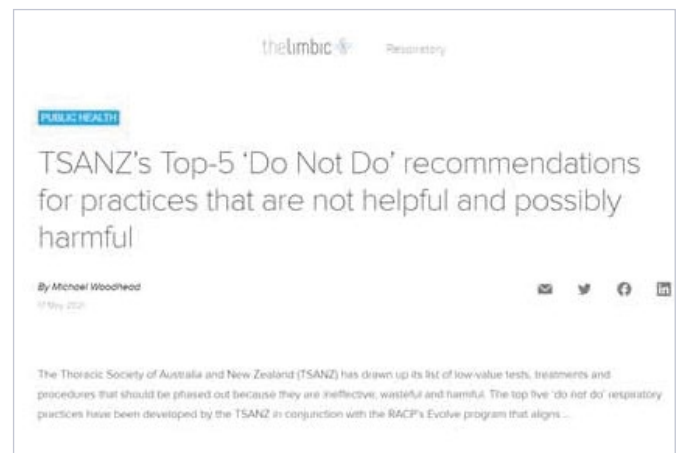 thelimbic Respiratory
PUBLIC HEALTH
TSANZ's Top-5 'Do Not Do' recommendations
for practices that are not helpful and possibly
harmful
By Michael Woodhead
17 May 2021
The Thoracic Society of Australia and New Zealand (TSANZ) has drawn up its list of low-value tests, treatments and
procedures that should be phased out because they are ineffective, wasteful and harmful. The top five 'do not do' respiratory
practices have been developed by the TSANZ in conjunction with the RACP's Evolve program that aligns...